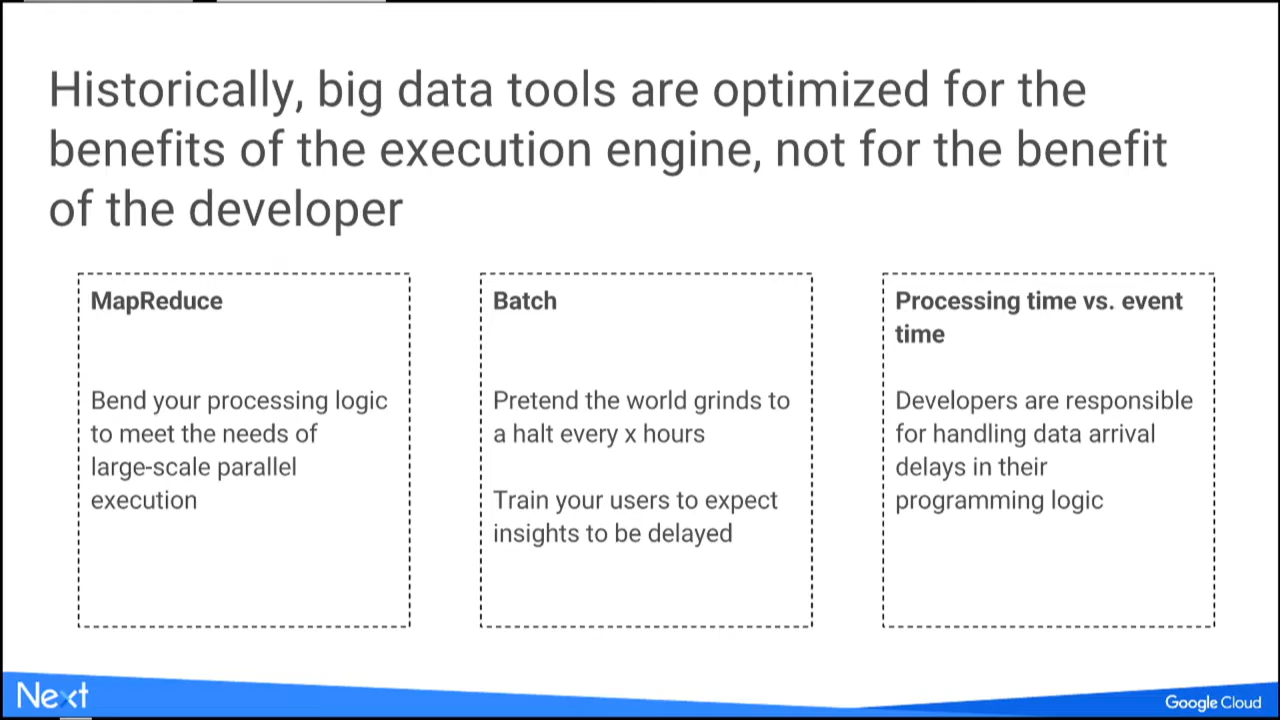 Historically, big data tools are optimized for the
benefits of the execution engine, not for the benefit
of the developer
MapReduce
Bend your processing logic
to meet the needs of
large-scale parallel
execution
Batch
Pretend the world grinds to
a halt every x hours
Train your users to expect
insights to be delayed
Processing time vs. event
time
Developers are responsible
for handling data arrival
delays in their
programming logic
Next
Google Cloud